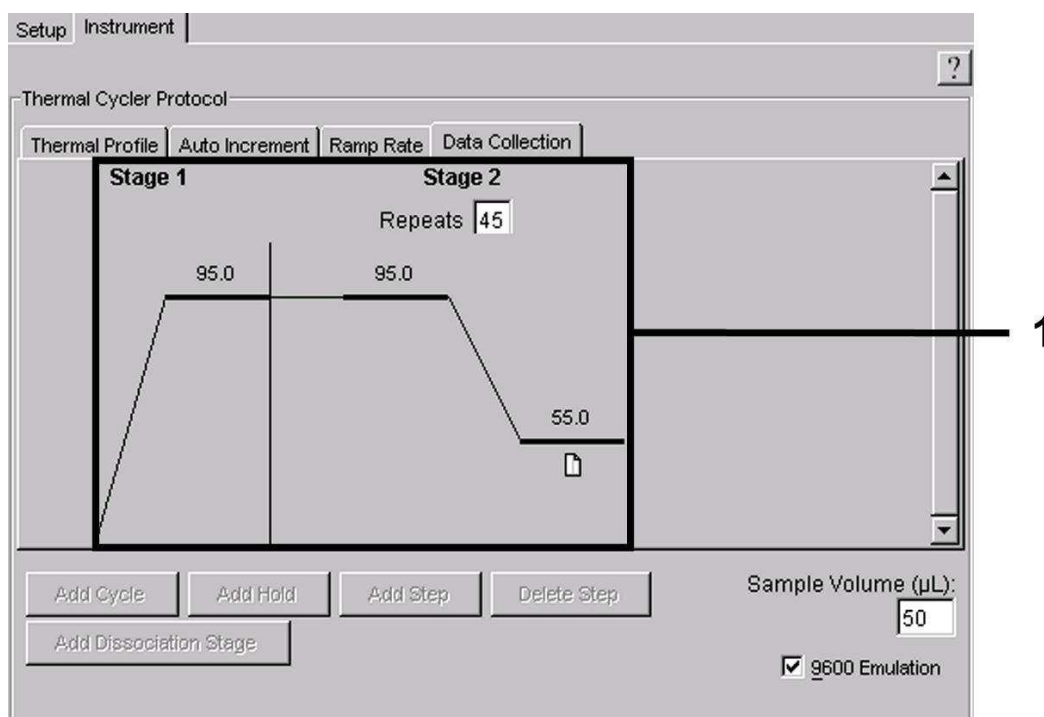 Setup Instrument
?
Thermal Cycler Protocol
Thermal Profile Auto Increment Ramp Rate Data Collection
Stage 1 Stage 2
Repeats 45
95.0 95.0
1
55.0
Add Cycle Add Hold Add Step Delete Step Sample Volume (µL):
50
Add Dissociation Stage
9600 Emulation